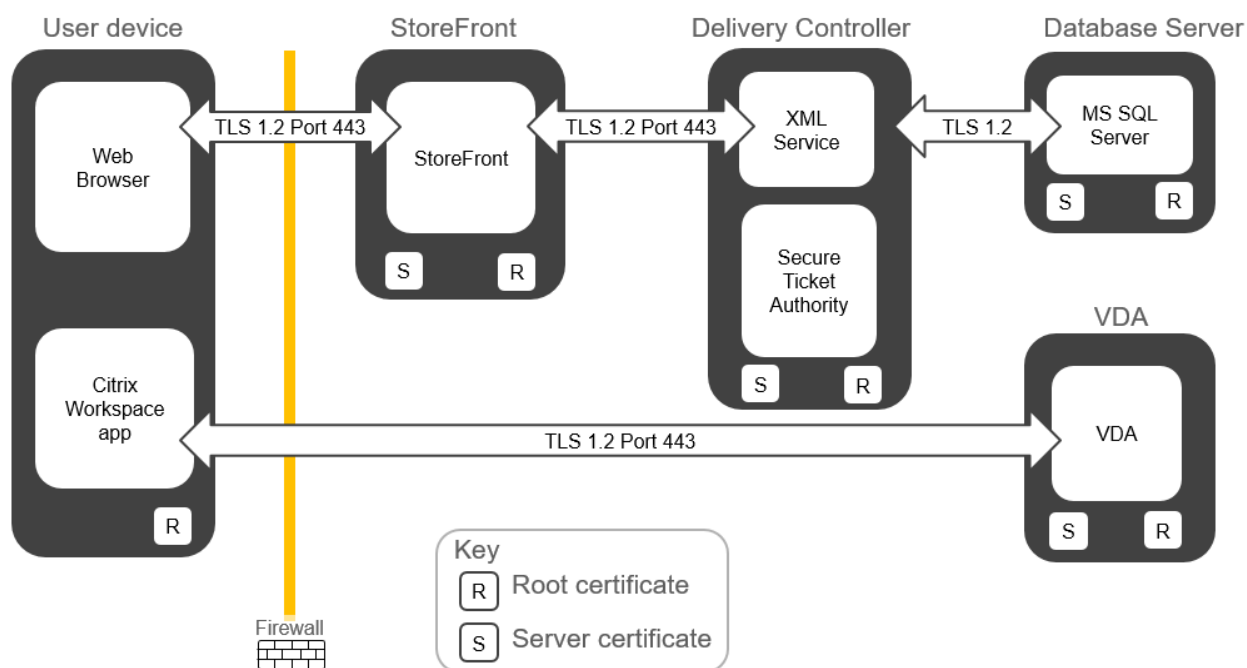 User device
StoreFront
Delivery Controller
Database Server
Web
Browser
TLS 1.2 Port 443
StoreFront
TLS 1.2 Port 443
XML
Service
TLS 1.2
MS SQL
Server
S
R
S
R
Secure
Ticket
Authority
S
R
VDA
Citrix
Workspace
app
TLS 1.2 Port 443
VDA
R
S
R
Key
R Root certificate
S Server certificate
Firewall